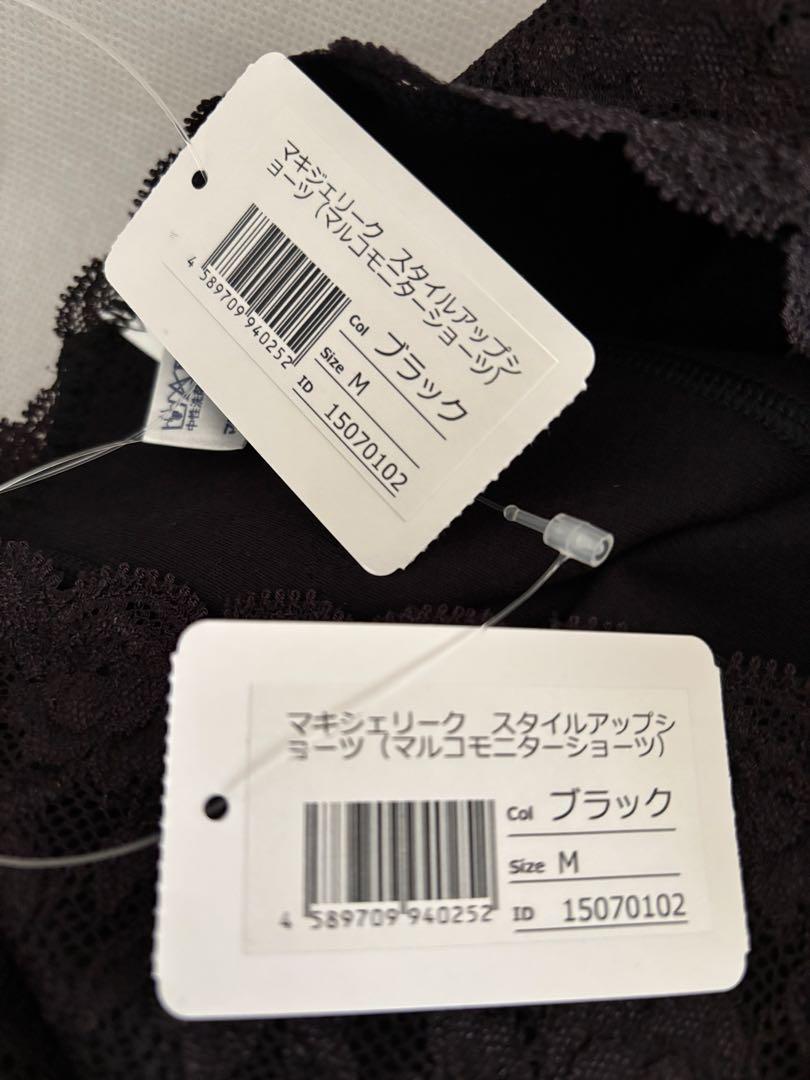 マキジェリーク スタイルアップシ
ョーツ(マルコモニターショーツ)
4 589709 940252
Col ブラック
Size M
ID 15070102
中性洗
マキシェリーク スタイルアップシ
ョーツ(マルコモニターショーツ)
4 589709 940252
Col ブラック
Size M
ID 15070102